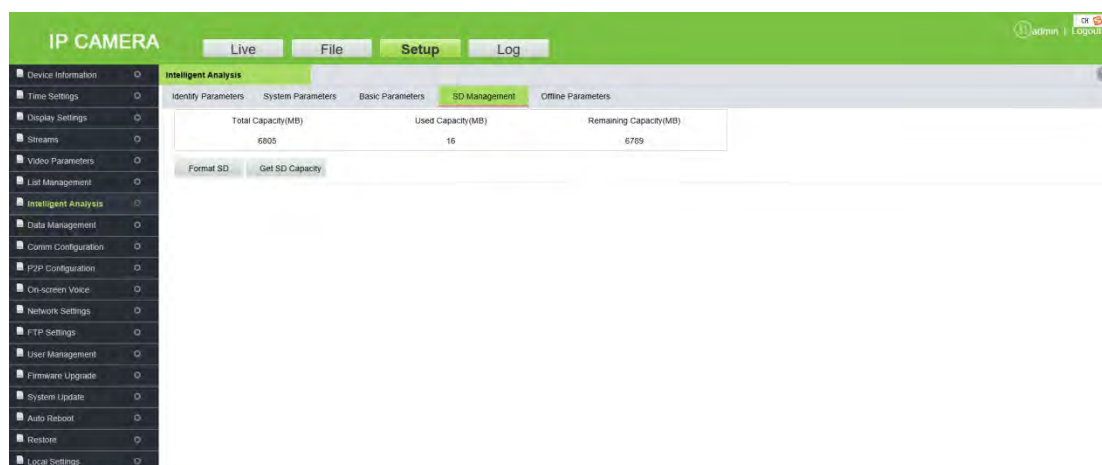 CH
IP CAMERA
Live File Setup Log
admin | Logout
Device Information
Time Settings
Display Settings
Streams
Video Parameters
List Management
Intelligent Analysis
Data Management
Comm Configuration
P2P Configuration
On-screen Voice
Network Settings
FTP Settings
User Management
Firmware Upgrade
System Update
Auto Reboot
Restore
Local Settings
Intelligent Analysis
Identify Parameters System Parameters Basic Parameters SD Management Offline Parameters
Total Capacity(MB) Used Capacity(MB) Remaining Capacity(MB)
6805 16 6789
Format SD Get SD Capacity